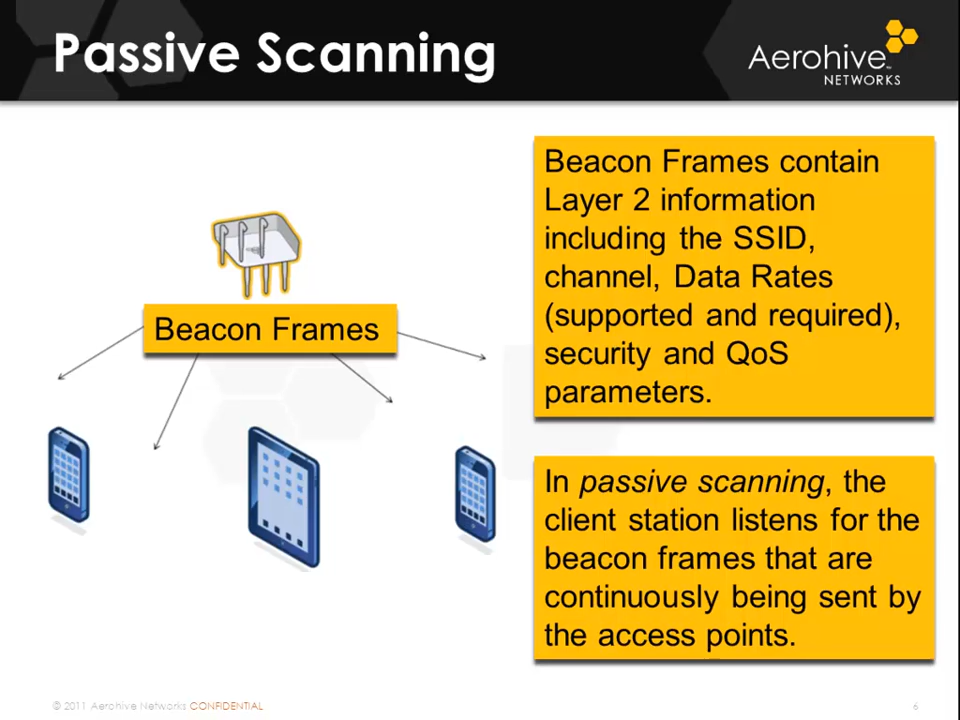 Passive Scanning
Aerohive
NETWORKS
Beacon Frames
Beacon Frames contain
Layer 2 information
including the SSID,
channel, Data Rates
(supported and required),
security and QoS
parameters.
In passive scanning, the
client station listens for the
beacon frames that are
continuously being sent by
the access points.
© 2011 Aerohive Networks CONFIDENTIAL
6